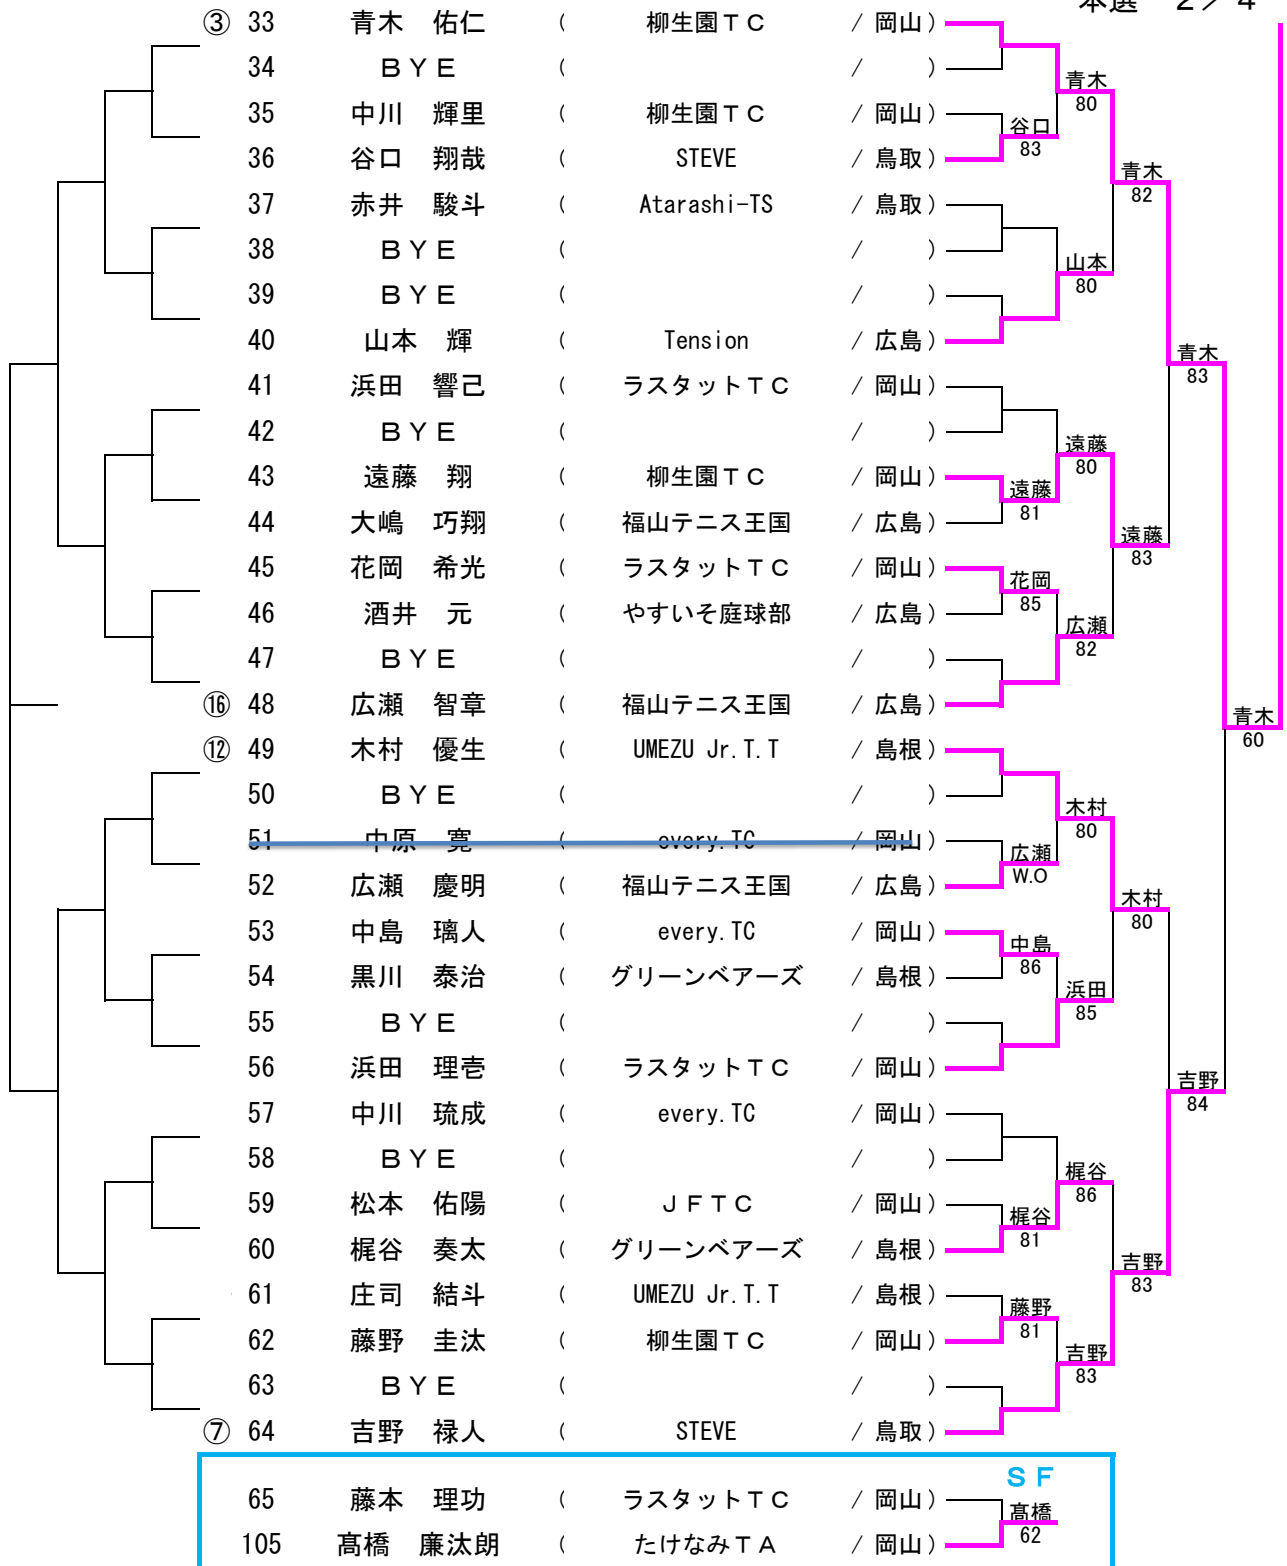 本選 2/4
③ 33 青木 佑仁 ( 柳生園ＴＣ / 岡山 )
34 ＢＹＥ ( / )
青木
80
35 中川 輝里 ( 柳生園ＴＣ / 岡山 )
谷口
83
36 谷口 翔哉 ( STEVE / 鳥取 )
青木
82
37 赤井 駿斗 ( Atarashi-TS / 鳥取 )
38 ＢＹＥ ( / )
山本
80
39 ＢＹＥ ( / )
40 山本 輝 ( Tension / 広島 )
青木
83
41 浜田 響己 ( ラスタットＴＣ / 岡山 )
42 ＢＹＥ ( / )
遠藤
80
43 遠藤 翔 ( 柳生園ＴＣ / 岡山 )
遠藤
81
44 大嶋 巧翔 ( 福山テニス王国 / 広島 )
遠藤
83
45 花岡 希光 ( ラスタットＴＣ / 岡山 )
花岡
85
46 酒井 元 ( やすいそ庭球部 / 広島 )
広瀬
82
47 ＢＹＥ ( / )
⑯ 48 広瀬 智章 ( 福山テニス王国 / 広島 )
青木
60
⑫ 49 木村 優生 ( UMEZU Jr.T.T / 島根 )
50 ＢＹＥ ( / )
木村
80
51 中原 寛 ( every.TC / 岡山 )
広瀬
W.O
52 広瀬 慶明 ( 福山テニス王国 / 広島 )
木村
80
53 中島 璃人 ( every.TC / 岡山 )
中島
86
54 黒川 泰治 ( グリーンベアーズ / 島根 )
浜田
85
55 ＢＹＥ ( / )
56 浜田 理壱 ( ラスタットＴＣ / 岡山 )
吉野
84
57 中川 琉成 ( every.TC / 岡山 )
58 ＢＹＥ ( / )
梶谷
86
59 松本 佑陽 ( ＪＦＴＣ / 岡山 )
梶谷
81
60 梶谷 奏太 ( グリーンベアーズ / 島根 )
吉野
83
61 庄司 結斗 ( UMEZU Jr.T.T / 島根 )
藤野
81
62 藤野 圭汰 ( 柳生園ＴＣ / 岡山 )
吉野
83
63 ＢＹＥ ( / )
⑦ 64 吉野 禄人 ( STEVE / 鳥取 )
ＳＦ
65 藤本 理功 ( ラスタットＴＣ / 岡山 )
髙橋
62
105 髙橋 廉汰朗 ( たけなみＴＡ / 岡山 )